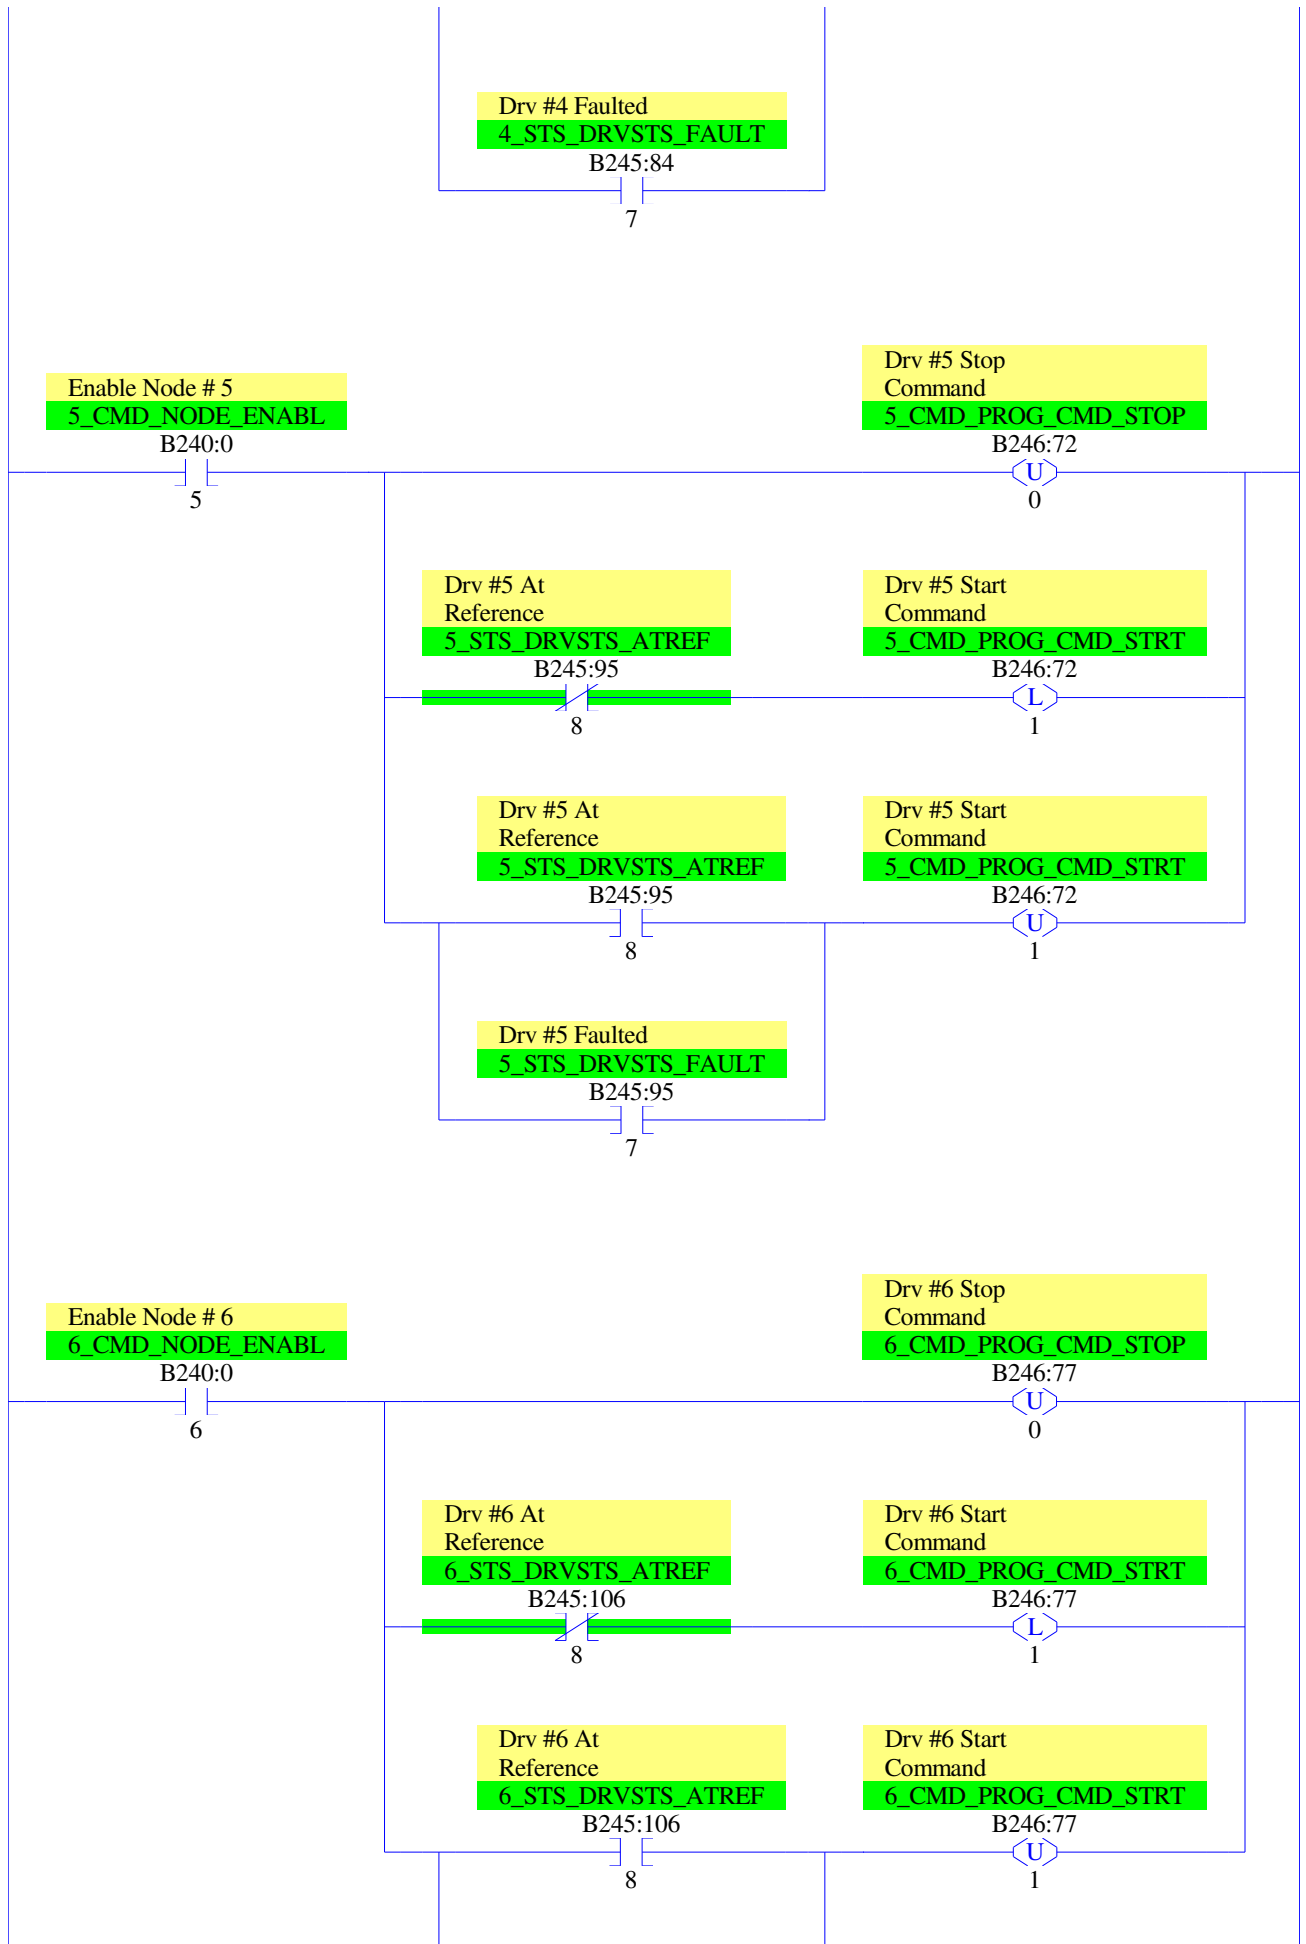 Drv #4 Faulted
4_STS_DRVSTS_FAULT
B245:84
7
Enable Node # 5
5_CMD_NODE_ENABL
B240:0
5
Drv #5 Stop
Command
5_CMD_PROG_CMD_STOP
B246:72
U
0
Drv #5 At
Reference
5_STS_DRVSTS_ATREF
B245:95
8
Drv #5 Start
Command
5_CMD_PROG_CMD_STRT
B246:72
L
1
Drv #5 At
Reference
5_STS_DRVSTS_ATREF
B245:95
8
Drv #5 Start
Command
5_CMD_PROG_CMD_STRT
B246:72
U
1
Drv #5 Faulted
5_STS_DRVSTS_FAULT
B245:95
7
Enable Node # 6
6_CMD_NODE_ENABL
B240:0
6
Drv #6 Stop
Command
6_CMD_PROG_CMD_STOP
B246:77
U
0
Drv #6 At
Reference
6_STS_DRVSTS_ATREF
B245:106
8
Drv #6 Start
Command
6_CMD_PROG_CMD_STRT
B246:77
L
1
Drv #6 At
Reference
6_STS_DRVSTS_ATREF
B245:106
8
Drv #6 Start
Command
6_CMD_PROG_CMD_STRT
B246:77
U
1